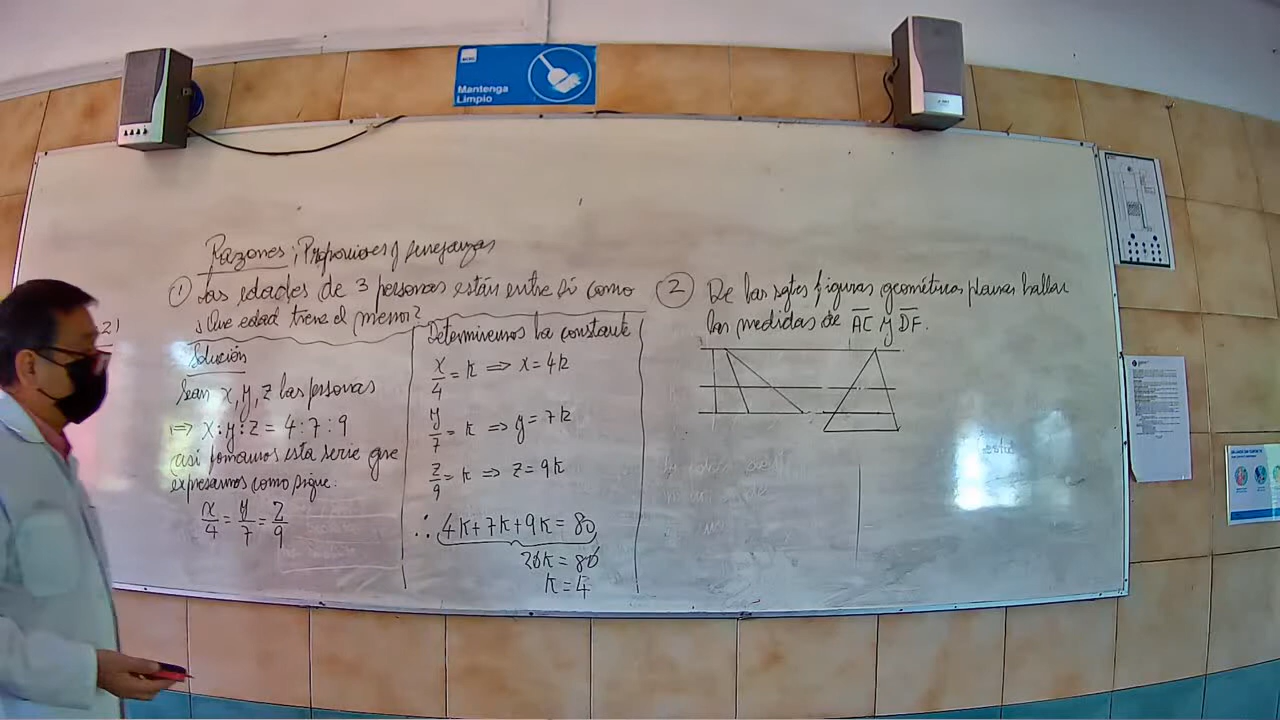 Mantenga
Limpio
Razones; Proporciones y semejanzas
① Las edades de 3 personas están entre sí como
¿Que edad tiene el menor?
Solución
Sean x, y, z las personas
⇒ x:y:z = 4:7:9
así formamos esta serie que
expresamos como sigue:
x/4 = y/7 = z/9
Determinemos la constante
x/4 = k ⇒ x = 4k
y/7 = k ⇒ y = 7k
z/9 = k ⇒ z = 9k
∴ 4k+7k+9k = 80
20k = 80
k = 4
② De las sgtes figuras geométricas planas hallar
las medidas de AC y DF.